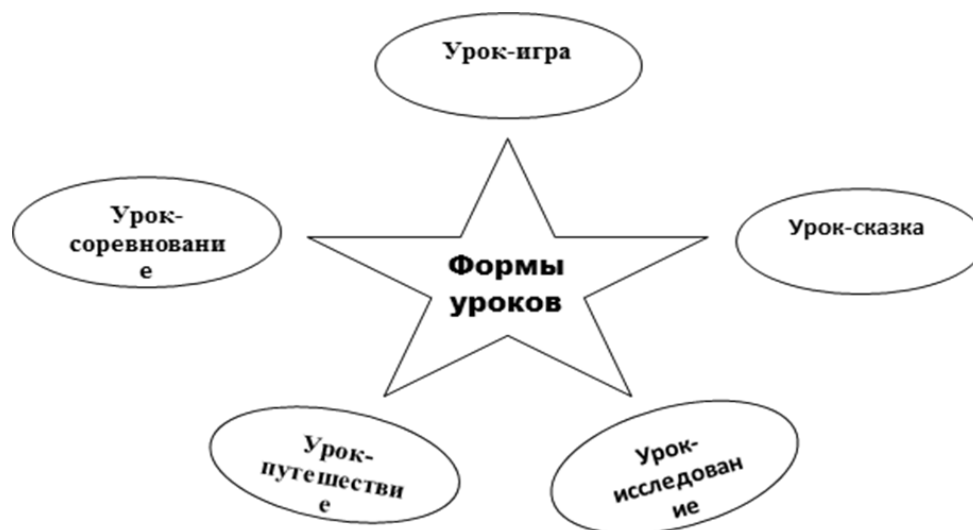 Урок-игра
Урок-
соревновани
е
Урок-сказка
Формы
уроков
Урок-
путешестви
е
Урок-
исследован
ие